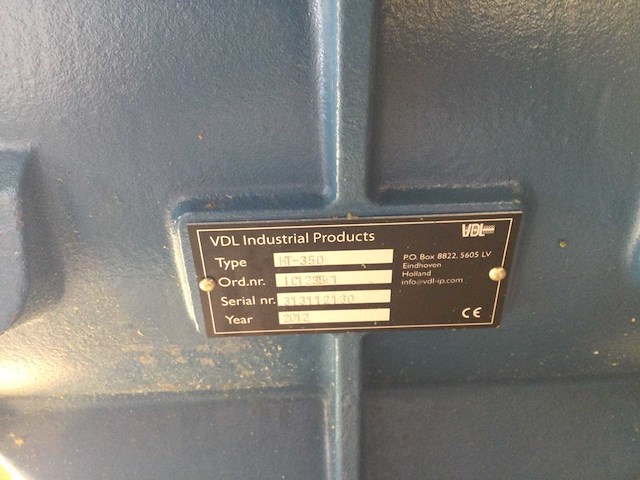 VDL Industrial Products
VDL
Type HT-350
Ord.nr.
Serial nr. 313112130
Year 2012
P.O. Box 8822, 5605 LV
Eindhoven
Holland
info@vdl-ip.com
CE